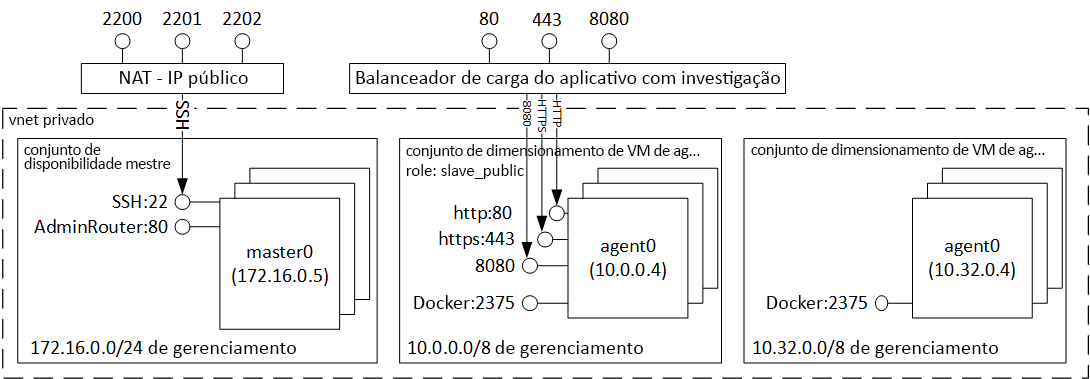 2200 2201 2202
80 443 8080
NAT - IP público
Balanceador de carga do aplicativo com investigação
SSH
8080
HTTPS
HTTP
vnet privado
conjunto de
disponibilidade mestre
SSH:22
AdminRouter:80
master0
(172.16.0.5)
172.16.0.0/24 de gerenciamento
conjunto de dimensionamento de VM de ag...
role: slave_public
http:80
https:443
8080
Docker:2375
agent0
(10.0.0.4)
10.0.0.0/8 de gerenciamento
conjunto de dimensionamento de VM de ag...
agent0
(10.32.0.4)
Docker:2375
10.32.0.0/8 de gerenciamento